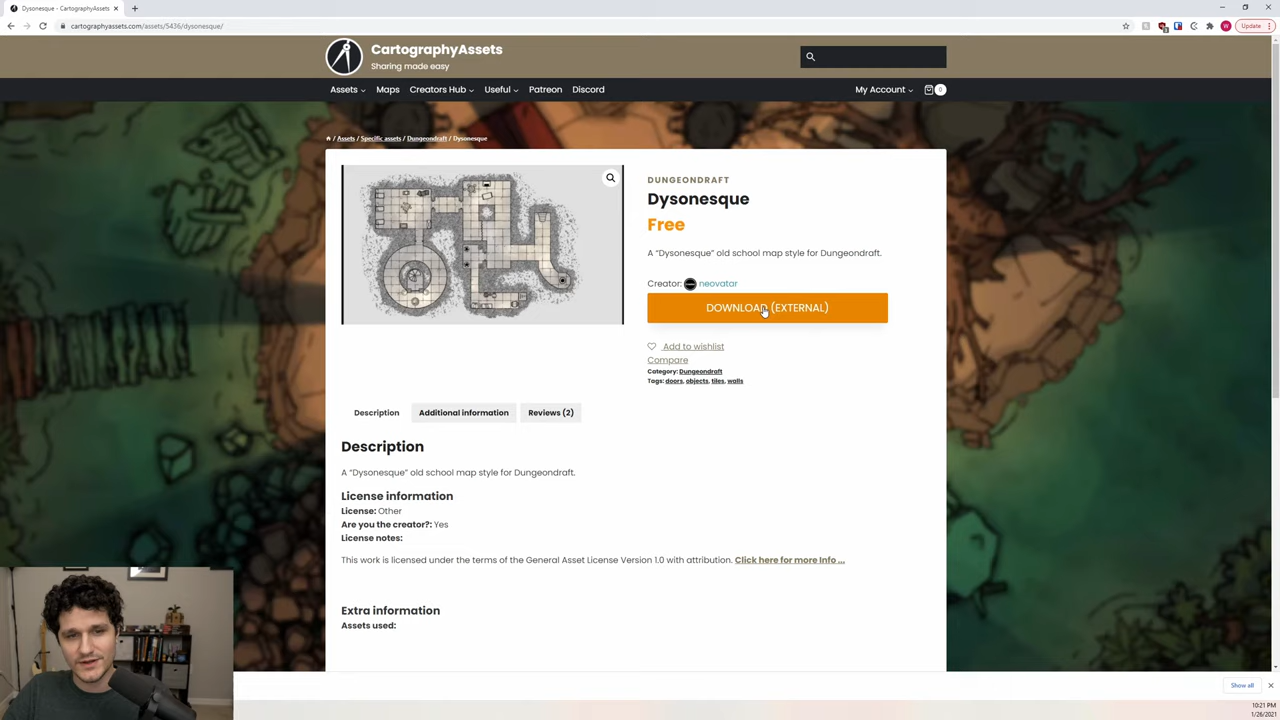 Dysonesque - CartographyAssets
cartographyassets.com/assets/5436/dysonesque/
Update
CartographyAssets
Sharing made easy
Assets
Maps
Creators Hub
Useful
Patreon
Discord
My Account
0
Assets / Specific assets / Dungeondraft / Dysonesque
DUNGEONDRAFT
Dysonesque
Free
A “Dysonesque” old school map style for Dungeondraft.
Creator: neovatar
DOWNLOAD (EXTERNAL)
Add to wishlist
Compare
Category: Dungeondraft
Tags: doors, objects, tiles, walls
Description
Additional information
Reviews (2)
Description
A “Dysonesque” old school map style for Dungeondraft.
License information
License: Other
Are you the creator?: Yes
License notes:
This work is licensed under the terms of the General Asset License Version 1.0 with attribution. Click here for more Info ...
Extra information
Assets used:
Show all
10:21 PM
1/26/2021